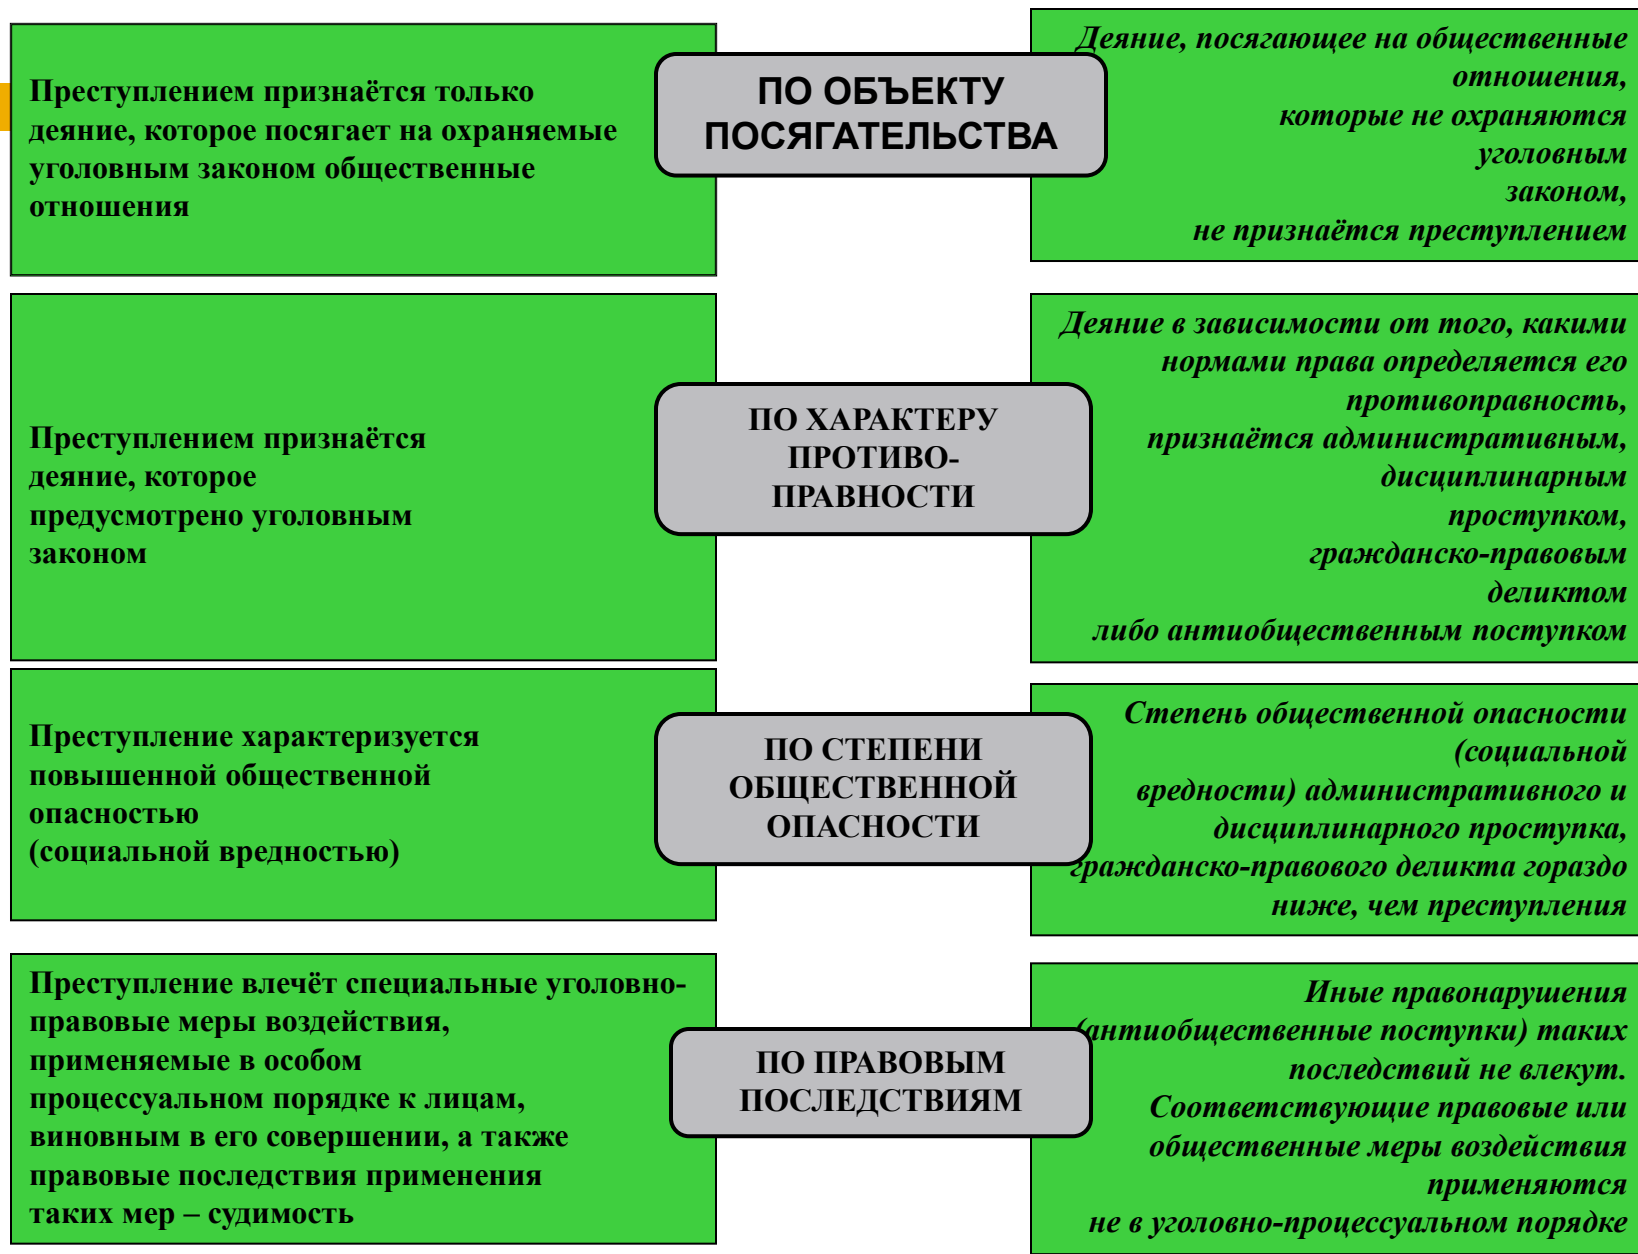 Преступлением признаётся только
деяние, которое посягает на охраняемые
уголовным законом общественные
отношения
ПО ОБЪЕКТУ
ПОСЯГАТЕЛЬСТВА
Деяние, посягающее на общественные
отношения,
которые не охраняются
уголовным
законом,
не признаётся преступлением
Преступлением признаётся
деяние, которое
предусмотрено уголовным
законом
ПО ХАРАКТЕРУ
ПРОТИВО-
ПРАВНОСТИ
Деяние в зависимости от того, какими
нормами права определяется его
противоправность,
признаётся административным,
дисциплинарным
проступком,
гражданско-правовым
деликтом
либо антиобщественным поступком
Преступление характеризуется
повышенной общественной
опасностью
(социальной вредностью)
ПО СТЕПЕНИ
ОБЩЕСТВЕННОЙ
ОПАСНОСТИ
Степень общественной опасности
(социальной
вредности) административного и
дисциплинарного проступка,
гражданско-правового деликта гораздо
ниже, чем преступления
Преступление влечёт специальные уголовно-
правовые меры воздействия,
применяемые в особом
процессуальном порядке к лицам,
виновным в его совершении, а также
правовые последствия применения
таких мер – судимость
ПО ПРАВОВЫМ
ПОСЛЕДСТВИЯМ
Иные правонарушения
(антиобщественные поступки) таких
последствий не влекут.
Соответствующие правовые или
общественные меры воздействия
применяются
не в уголовно-процессуальном порядке